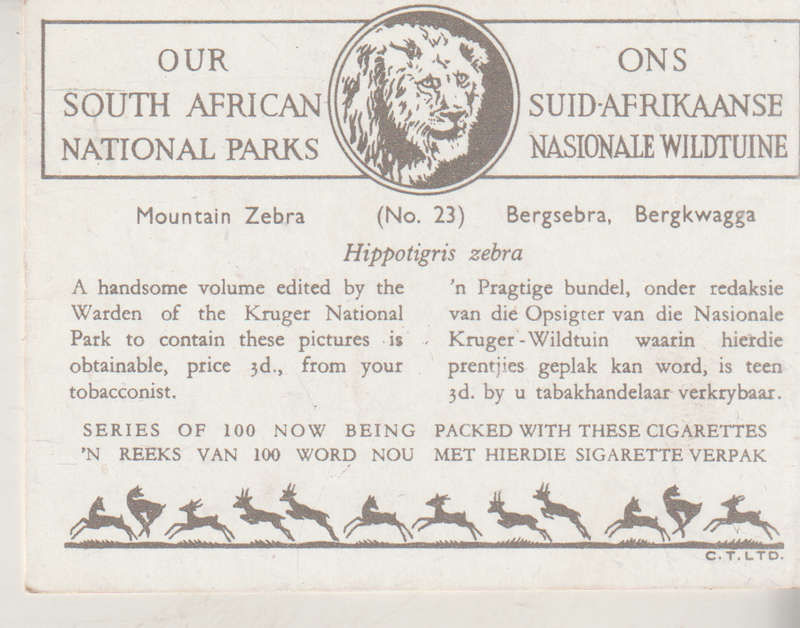 OUR
SOUTH AFRICAN
NATIONAL PARKS
ONS
SUID-AFRIKAANSE
NASIONALE WILDTUINE
Mountain Zebra (No. 23) Bergsebra, Bergkwagga
Hippotigris zebra
A handsome volume edited by the
Warden of the Kruger National
Park to contain these pictures is
obtainable, price 3d., from your
tobacconist.
'n Pragtige bundel, onder redaksie
van die Opsigter van die Nasionale
Kruger-Wildtuin waarin hierdie
prentjies geplak kan word, is teen
3d. by u tabakhandelaar verkrybaar.
SERIES OF 100 NOW BEING PACKED WITH THESE CIGARETTES
'N REEKS VAN 100 WORD NOU MET HIERDIE SIGARETTE VERPAK
C.T.LTD.